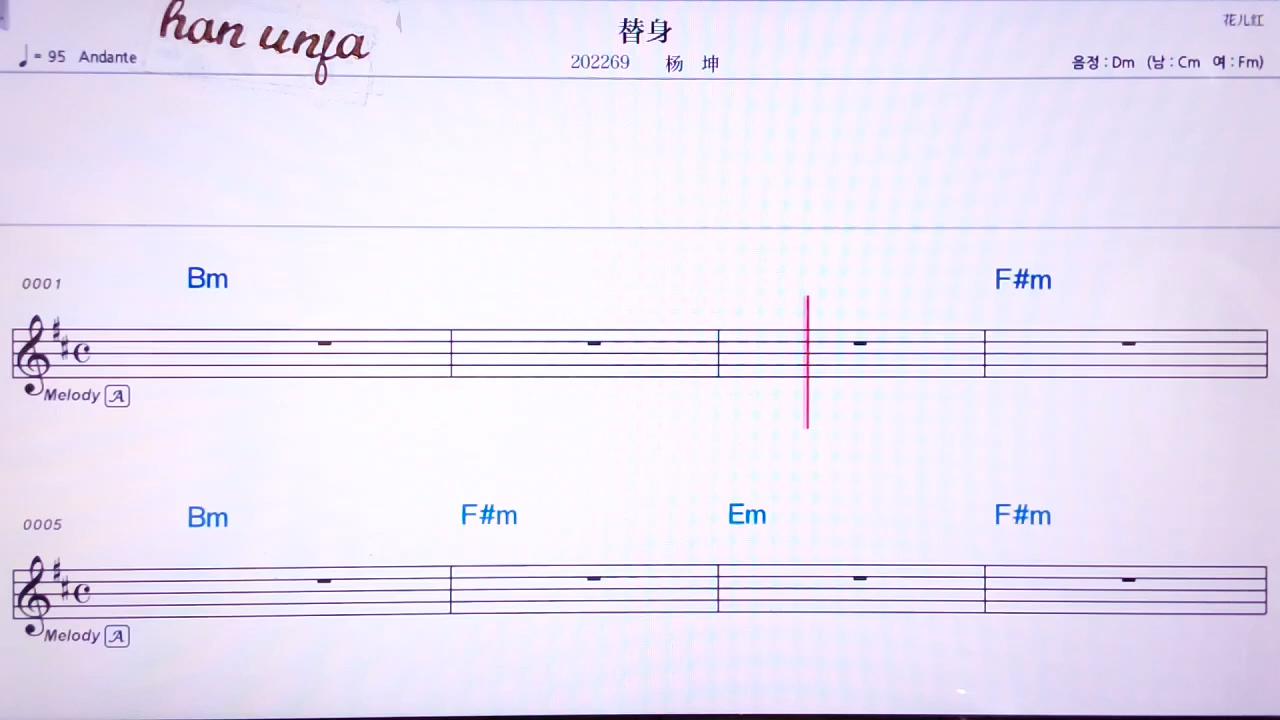 han unfa
替身
花儿红
♩= 95 Andante
202269 杨 坤
음정 : Dm (남 : Cm 여 : Fm)
0001 Bm F#m
Melody A
0005 Bm F#m Em F#m
Melody A